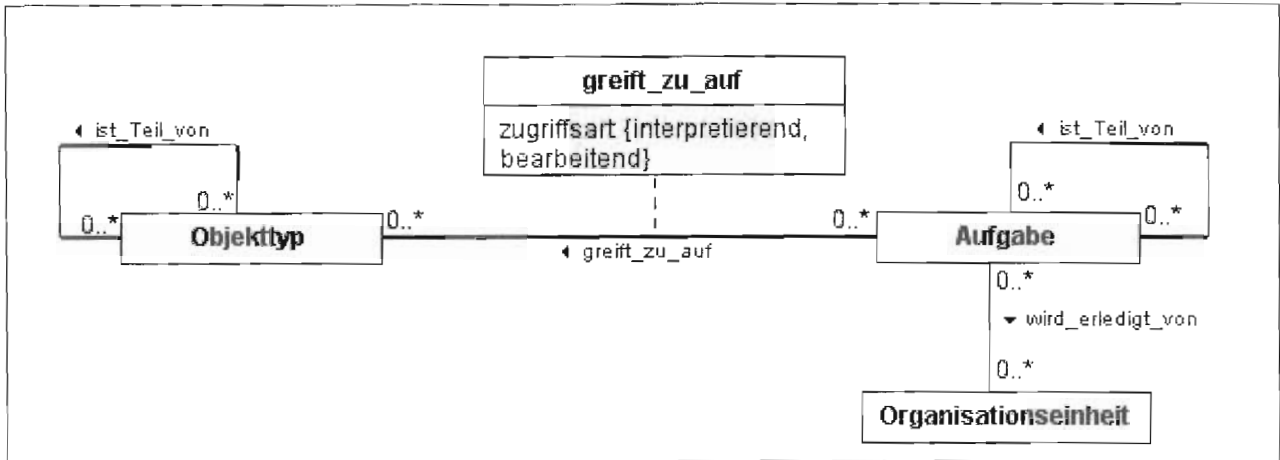 greift_zu_auf
zugriffsart {interpretierend,
bearbeitend}
ist_Teil_von
ist_Teil_von
0..*
0..*
0..*
0..*
0..*
0..*
Objekttyp
Aufgabe
greift_zu_auf
0..*
wird_erledigt_von
0..*
Organisationseinheit